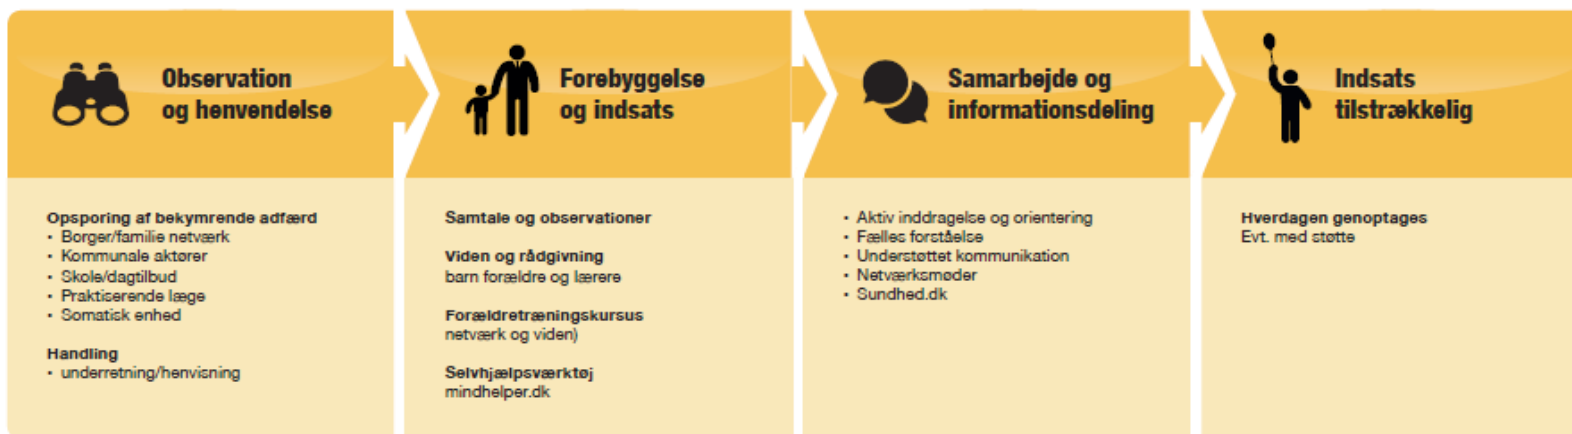 Observation
og henvendelse
Opsporing af bekymrende adfærd
• Borger/familie netværk
• Kommunale aktører
• Skole/dagtilbud
• Praktiserende læge
• Somatisk enhed
Handling
• underretning/henvisning
Forebyggelse
og indsats
Samtale og observationer
Viden og rådgivning
barn forældre og lærere
Forældretræningskursus
netværk og viden)
Selvhjælpsværktøj
mindhelper.dk
Samarbejde og
informationsdeling
• Aktiv inddragelse og orientering
• Fælles forståelse
• Understøttet kommunikation
• Netværksmøder
• Sundhed.dk
Indsats
tilstrækkelig
Hverdagen genoptages
Evt. med støtte